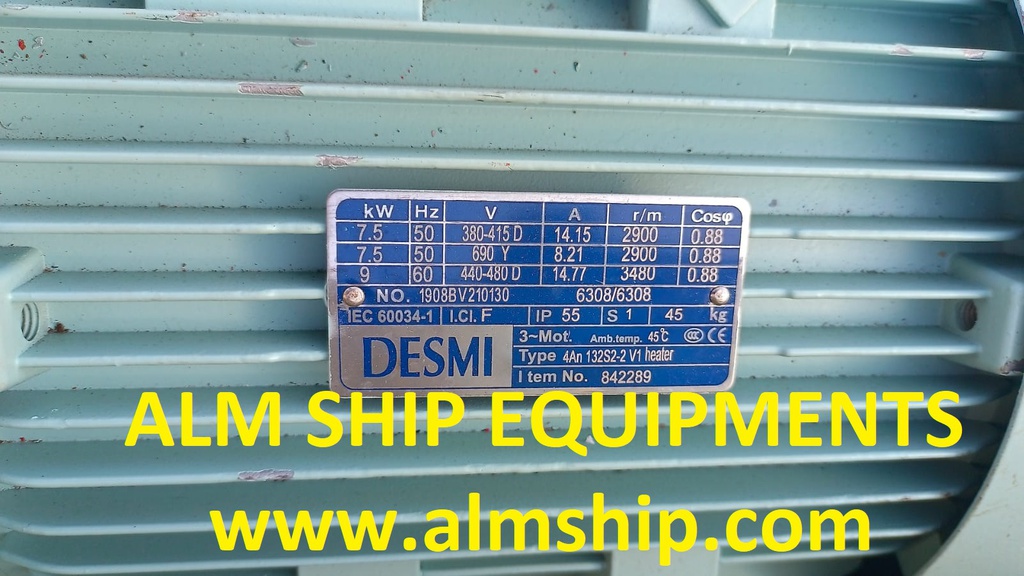 kW Hz V A r/m Cosφ
7.5 50 380-415 D 14.15 2900 0.88
7.5 50 690 Y 8.21 2900 0.88
9 60 440-480 D 14.77 3480 0.88
NO. 1908BV210130 6308/6308
IEC 60034-1 I.Cl. F IP 55 S 1 45 kg
DESMI
3~Mot. Amb.temp. 45℃ CCC CE
Type 4An 132S2-2 V1 heater
Item No. 842289
ALM SHIP EQUIPMENTS
www.almship.com